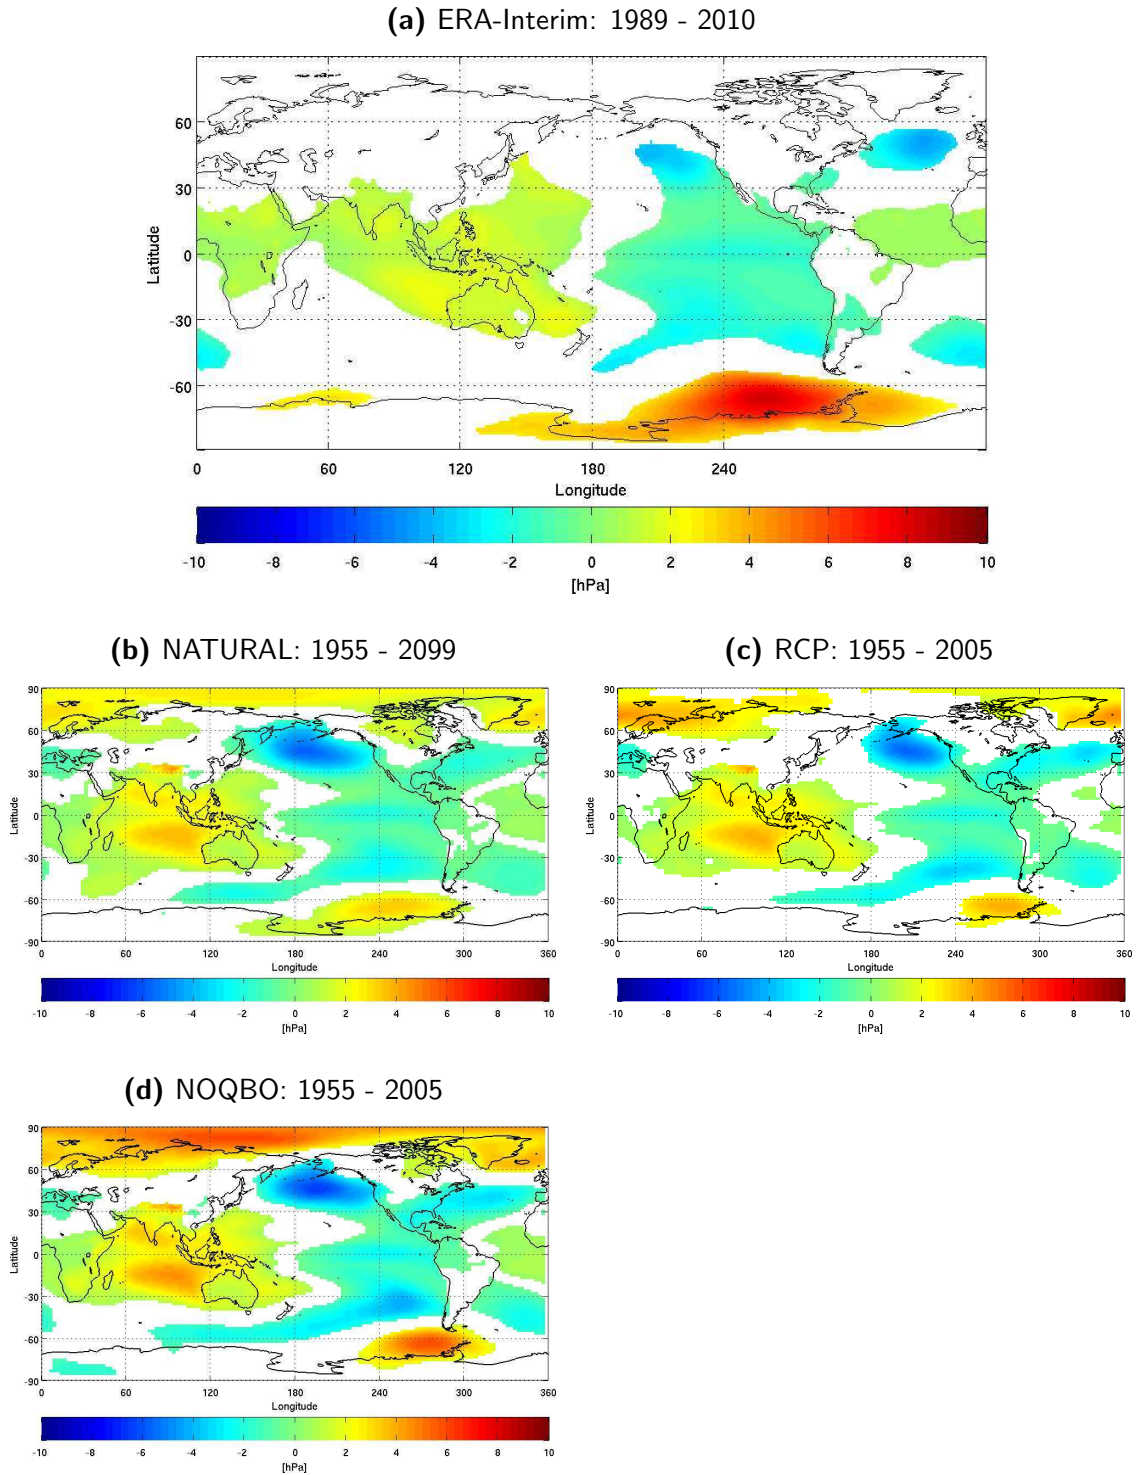 (a) ERA-Interim: 1989 - 2010
60
30
0
-30
-60
Latitude
0 60 120 180 240
Longitude
-10 -8 -6 -4 -2 0 2 4 6 8 10
[hPa]
(b) NATURAL: 1955 - 2099
(c) RCP: 1955 - 2005
90
60
30
0
-30
-60
-90
Latitude
0 60 120 180 240 300 360
Longitude
-10 -8 -6 -4 -2 0 2 4 6 8 10
[hPa]
90
60
30
0
-30
-60
-90
Latitude
0 60 120 180 240 300 360
Longitude
-10 -8 -6 -4 -2 0 2 4 6 8 10
[hPa]
(d) NOQBO: 1955 - 2005
90
60
30
0
-30
-60
-90
Latitude
0 60 120 180 240 300 360
Longitude
-10 -8 -6 -4 -2 0 2 4 6 8 10
[hPa]